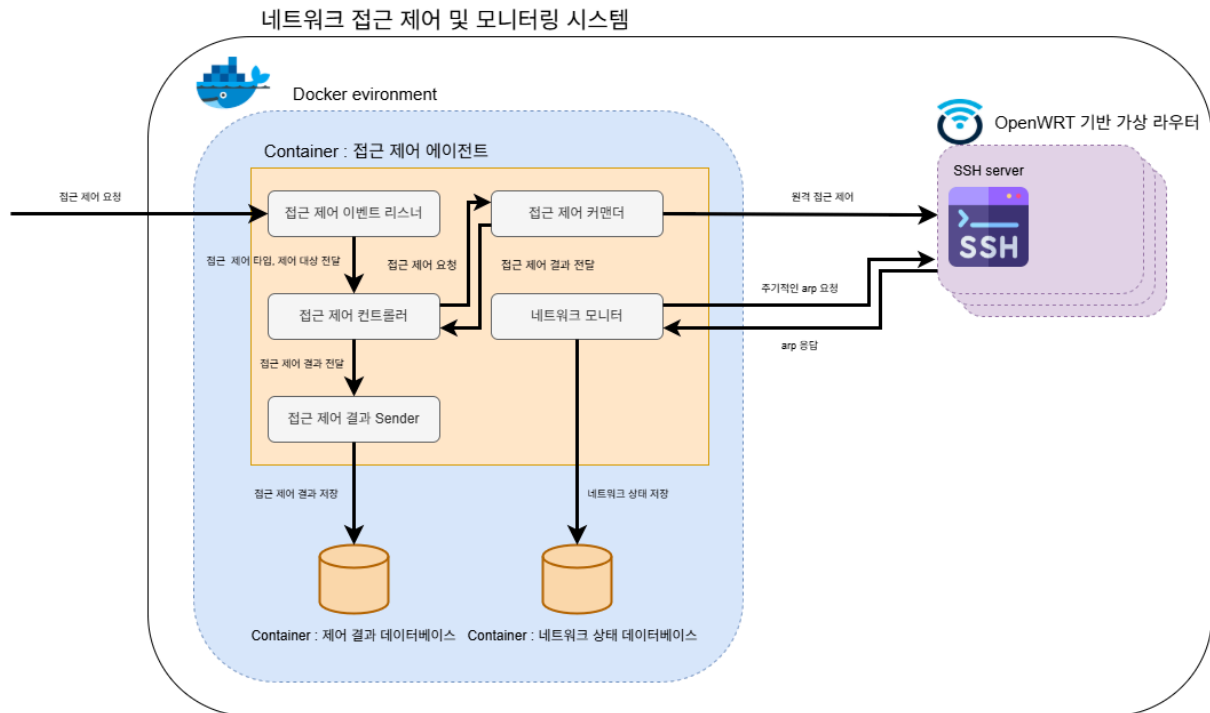 네트워크 접근 제어 및 모니터링 시스템
Docker evironment
OpenWRT 기반 가상 라우터
Container : 접근 제어 에이전트
SSH server
접근 제어 요청
접근 제어 이벤트 리스너
접근 제어 커맨더
원격 접근 제어
SSH
접근 제어 타입, 제어 대상 전달
접근 제어 요청
접근 제어 결과 전달
주기적인 arp 요청
접근 제어 컨트롤러
네트워크 모니터
arp 응답
접근 제어 결과 전달
접근 제어 결과 Sender
접근 제어 결과 저장
네트워크 상태 저장
Container : 제어 결과 데이터베이스
Container : 네트워크 상태 데이터베이스